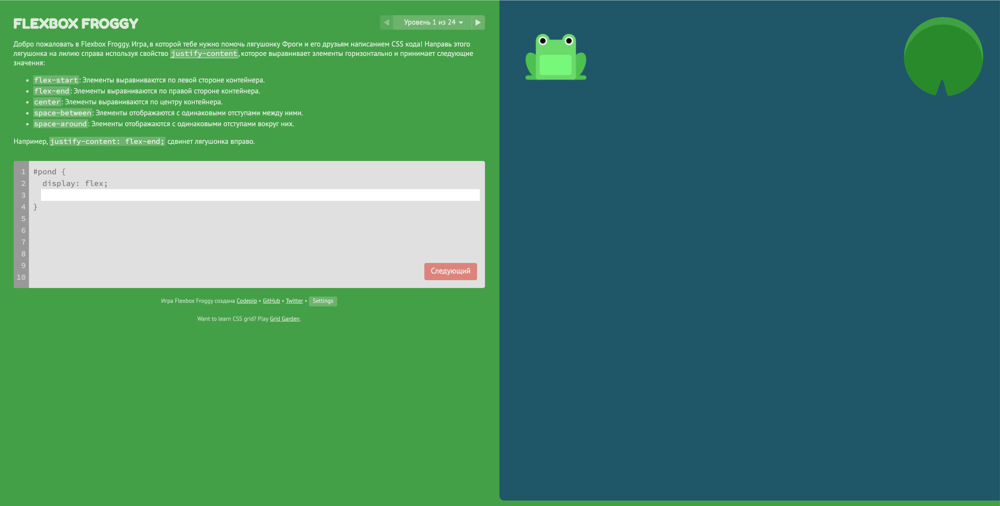 FLEXBOX FROGGY
Уровень 1 из 24
Добро пожаловать в Flexbox Froggy. Игра, в которой тебе нужно помочь лягушонку Фроги и его друзьям написанием CSS кода! Направь этого
лягушонка на лилию справа используя свойство justify-content, которое выравнивает элементы горизонтально и принимает следующие
значения:
• flex-start: Элементы выравниваются по левой стороне контейнера.
• flex-end: Элементы выравниваются по правой стороне контейнера.
• center: Элементы выравниваются по центру контейнера.
• space-between: Элементы отображаются с одинаковыми отступами между ними.
• space-around: Элементы отображаются с одинаковыми отступами вокруг них.
Например, justify-content: flex-end; сдвинет лягушонка вправо.
1 #pond {
2 display: flex;
3
4 }
5
6
7
8
9
10
Следующий
Игра Flexbox Froggy создана Codepip • GitHub • Twitter • Settings
Want to learn CSS grid? Play Grid Garden.